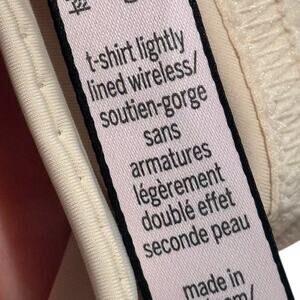 t-shirt lightly
lined wireless/
soutien-gorge
sans
armatures
légèrement
doublé effet
seconde peau
made in